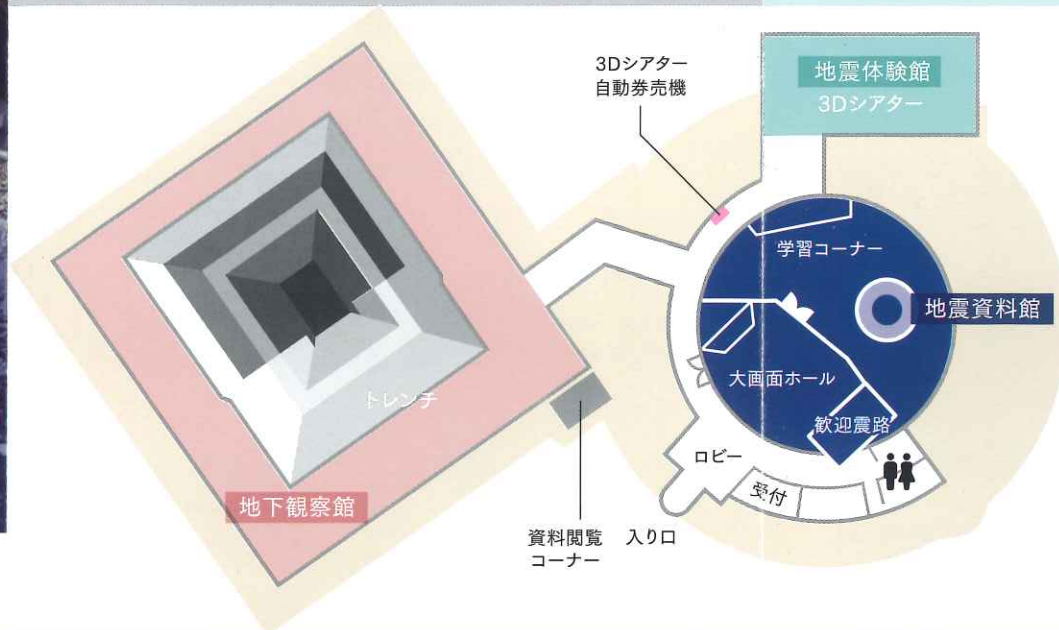 3Dシアター
自動券売機
地震体験館
3Dシアター
学習コーナー
地震資料館
大画面ホール
歓迎震路
トレンチ
ロビー
受付
地下観察館
資料閲覧
コーナー
入り口